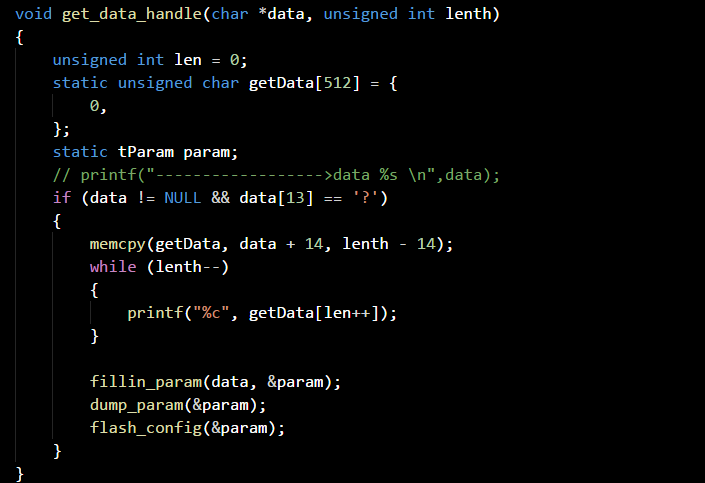 void get_data_handle(char *data, unsigned int lenth)
{
    unsigned int len = 0;
    static unsigned char getData[512] = {
        0,
    };
    static tParam param;
    // printf("------------------>data %s \n",data);
    if (data != NULL && data[13] == '?')
    {
        memcpy(getData, data + 14, lenth - 14);
        while (lenth--)
        {
            printf("%c", getData[len++]);
        }

        fillin_param(data, &param);
        dump_param(&param);
        flash_config(&param);
    }
}